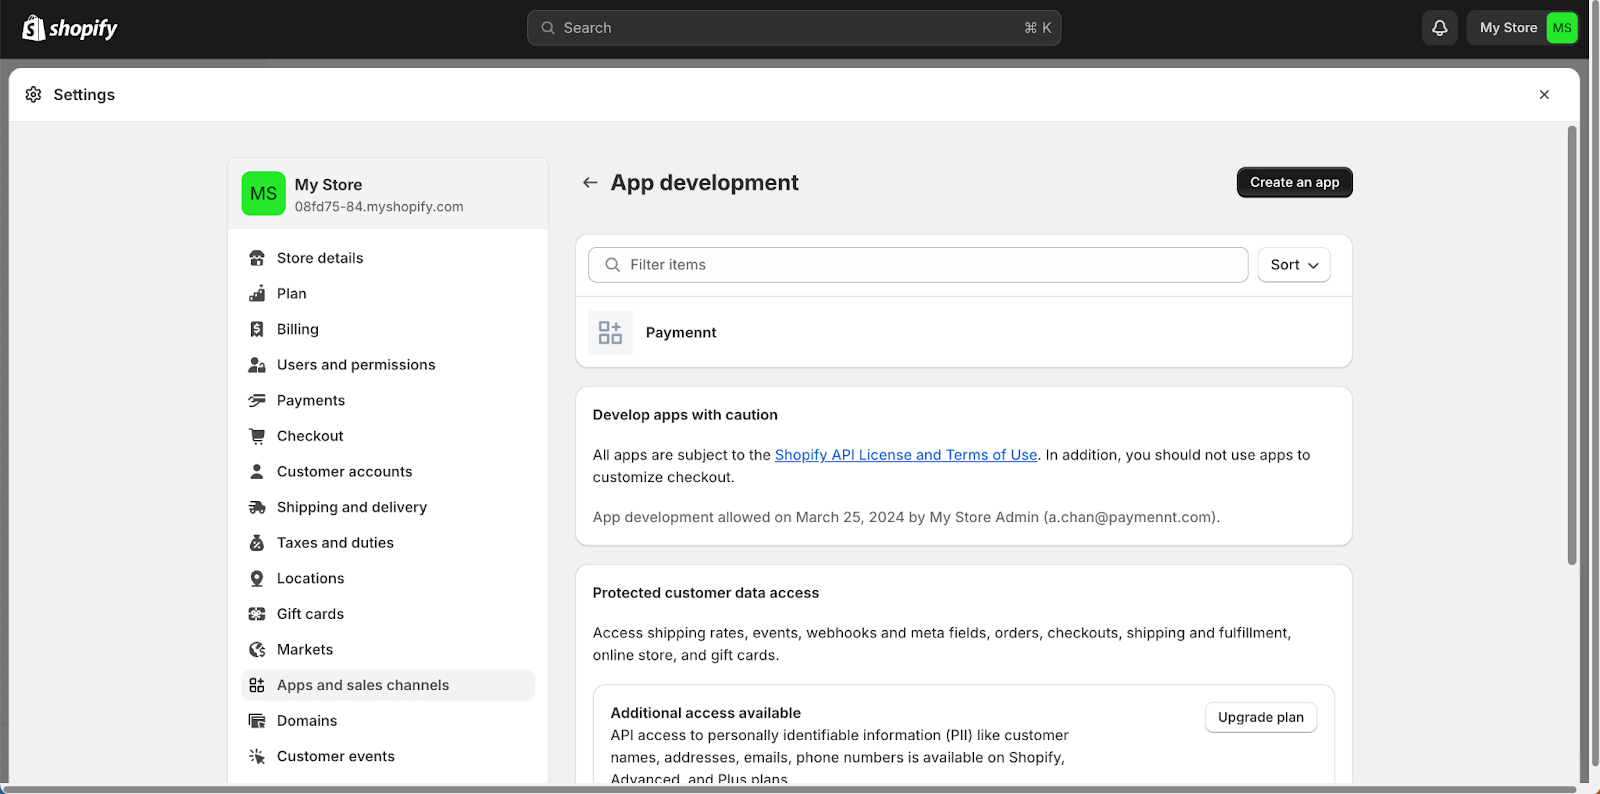 shopify
Search
⌘ K
My Store
MS
Settings
MS
My Store
08fd75-84.myshopify.com
Store details
Plan
Billing
Users and permissions
Payments
Checkout
Customer accounts
Shipping and delivery
Taxes and duties
Locations
Gift cards
Markets
Apps and sales channels
Domains
Customer events
App development
Create an app
Filter items
Sort
Paymennt
Develop apps with caution
All apps are subject to the Shopify API License and Terms of Use. In addition, you should not use apps to
customize checkout.
App development allowed on March 25, 2024 by My Store Admin (a.chan@paymennt.com).
Protected customer data access
Access shipping rates, events, webhooks and meta fields, orders, checkouts, shipping and fulfillment,
online store, and gift cards.
Additional access available
Upgrade plan
API access to personally identifiable information (PII) like customer
names, addresses, emails, phone numbers is available on Shopify,
Advanced, and Plus plans